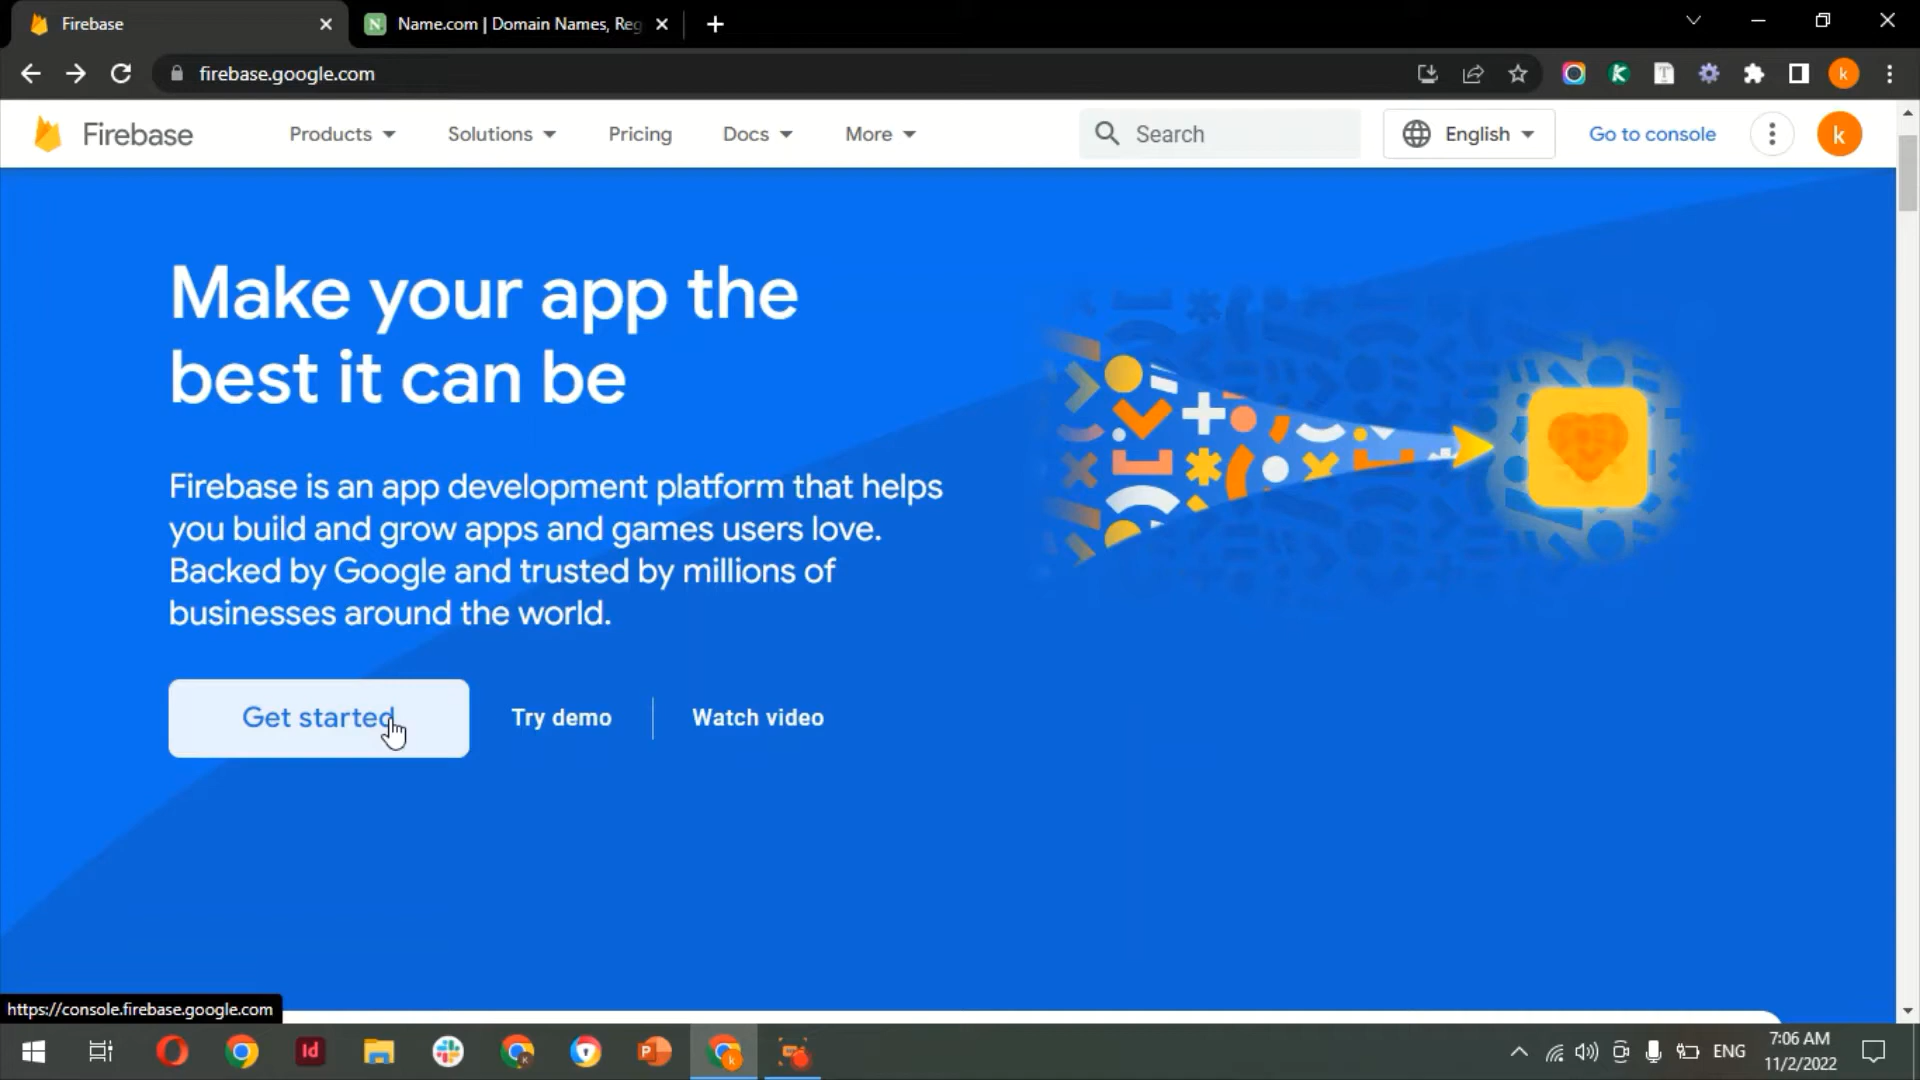 Firebase
Name.com | Domain Names, Reg
firebase.google.com
k
Firebase
Products
Solutions
Pricing
Docs
More
Search
English
Go to console
k
Make your app the
best it can be
Firebase is an app development platform that helps
you build and grow apps and games users love.
Backed by Google and trusted by millions of
businesses around the world.
Get started
Try demo
Watch video
https://console.firebase.google.com
ENG
7:06 AM
11/2/2022